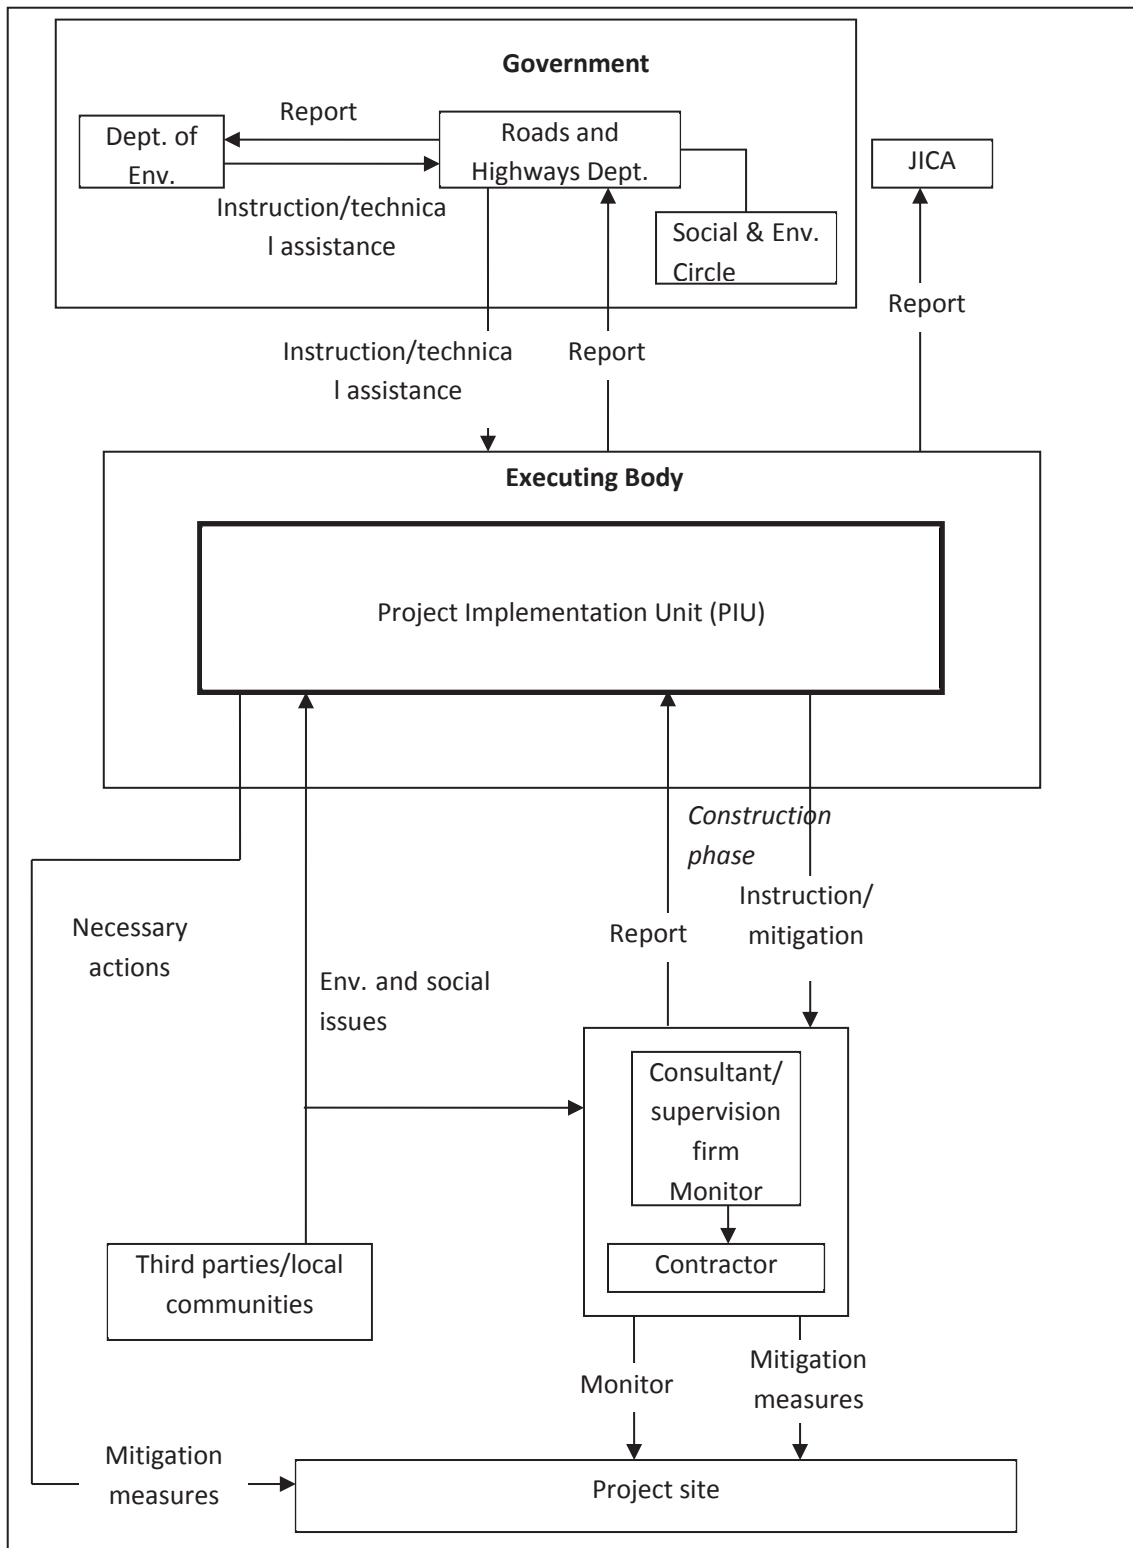 Government
Report
Dept. of
Env.
Roads and
Highways Dept.
JICA
Instruction/technica
l assistance
Social & Env.
Circle
Report
Instruction/technica
l assistance
Report
Executing Body
Project Implementation Unit (PIU)
Construction
phase
Necessary
actions
Instruction/
mitigation
Report
Env. and social
issues
Consultant/
supervision
firm
Monitor
Third parties/local
communities
Contractor
Monitor
Mitigation
measures
Mitigation
measures
Project site